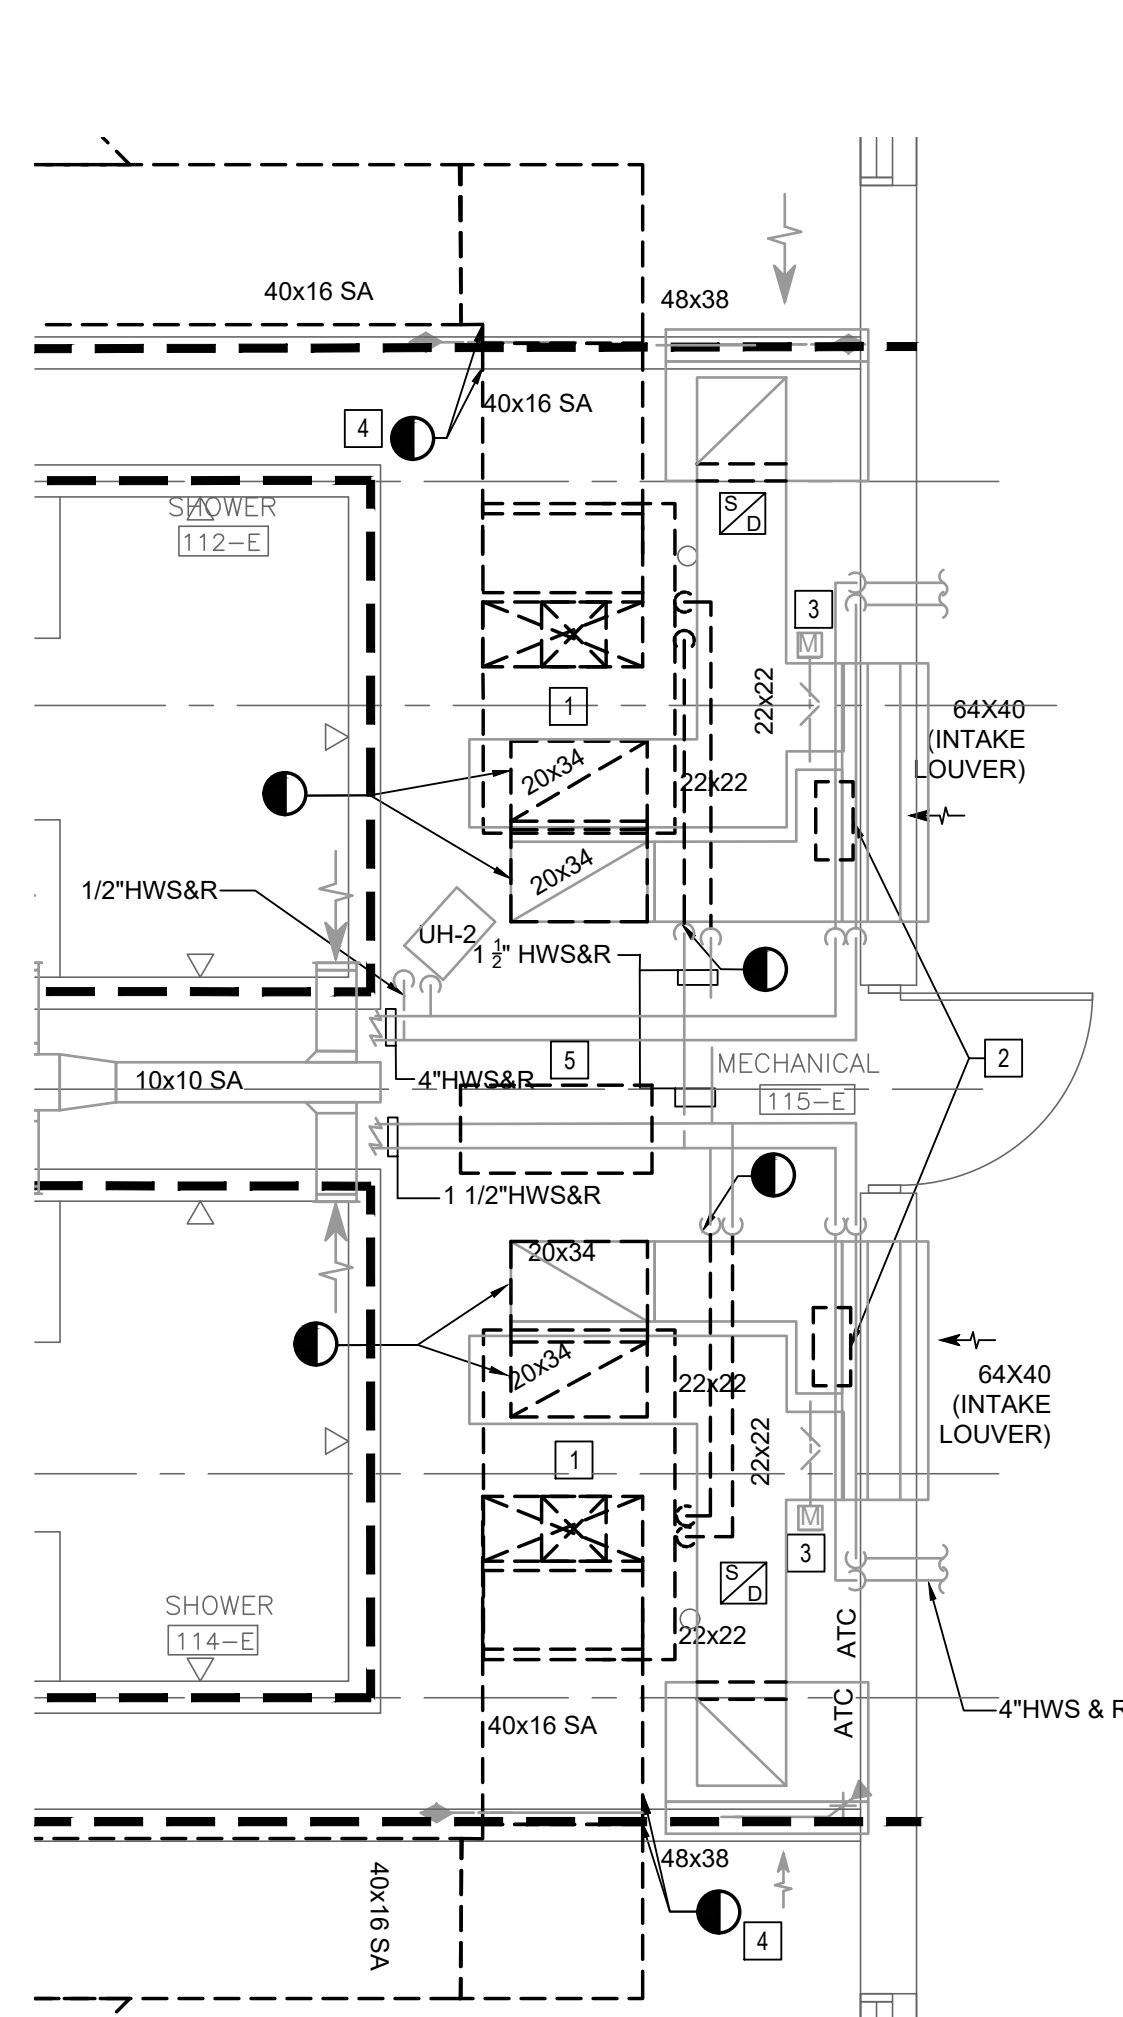 40x16 SA
48x38
40x16 SA
4
SHOWER
112-E
S/D
3
M
1
22x22
64X40
(INTAKE
LOUVER)
20x34
22x22
20x34
1/2"HWS&R
UH-2
1 1/2" HWS&R
2
5
MECHANICAL
115-E
10x10 SA
4"HWS&R
1 1/2"HWS&R
20x34
20x34
22x22
64X40
(INTAKE
LOUVER)
22x22
1
M
3
S/D
SHOWER
114-E
22x22
ATC
ATC
4"HWS & R
40x16 SA
48x38
40x16 SA
4